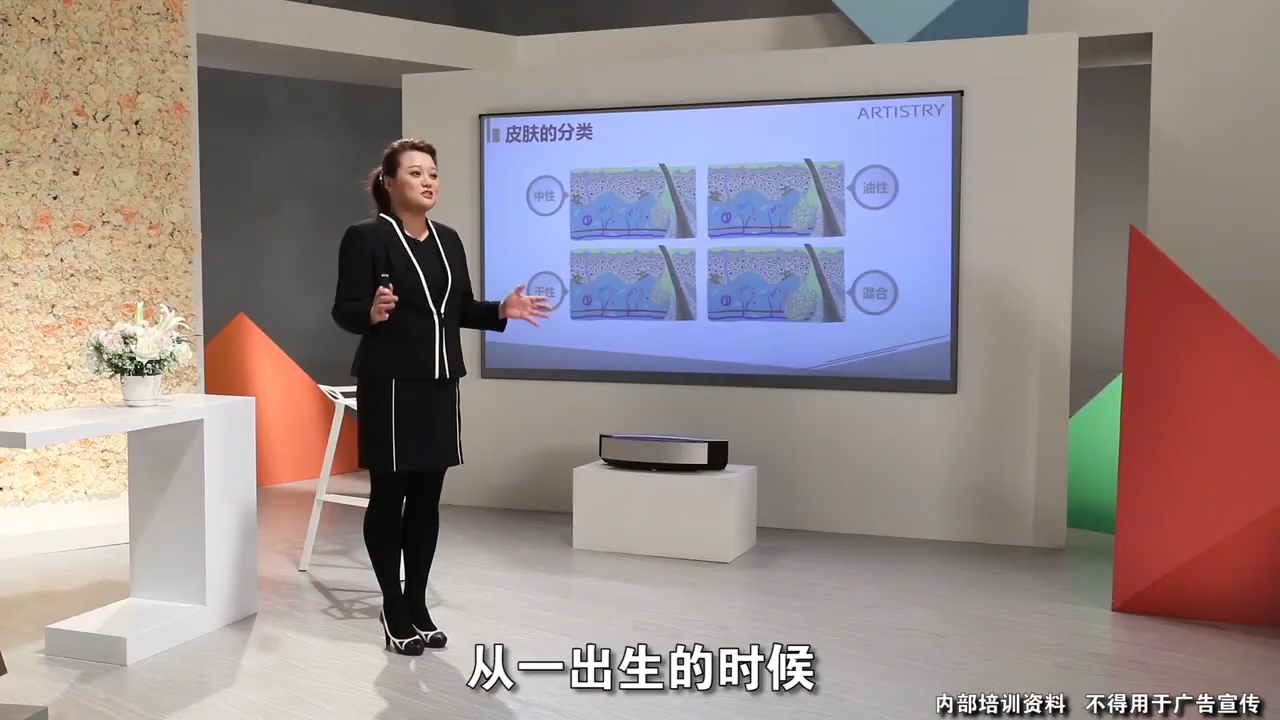 ARTISTRY
皮肤的分类
中性
油性
干性
混合
从一出生的时候
内部培训资料 不得用于广告宣传